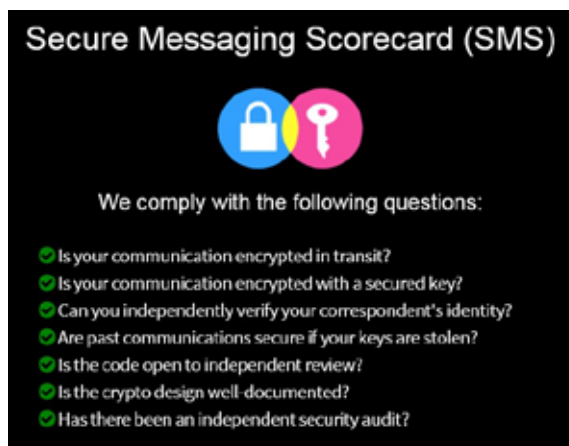 Secure Messaging Scorecard (SMS)
We comply with the following questions:
Is your communication encrypted in transit?
Is your communication encrypted with a secured key?
Can you independently verify your correspondent's identity?
Are past communications secure if your keys are stolen?
Is the code open to independent review?
Is the crypto design well-documented?
Has there been an independent security audit?